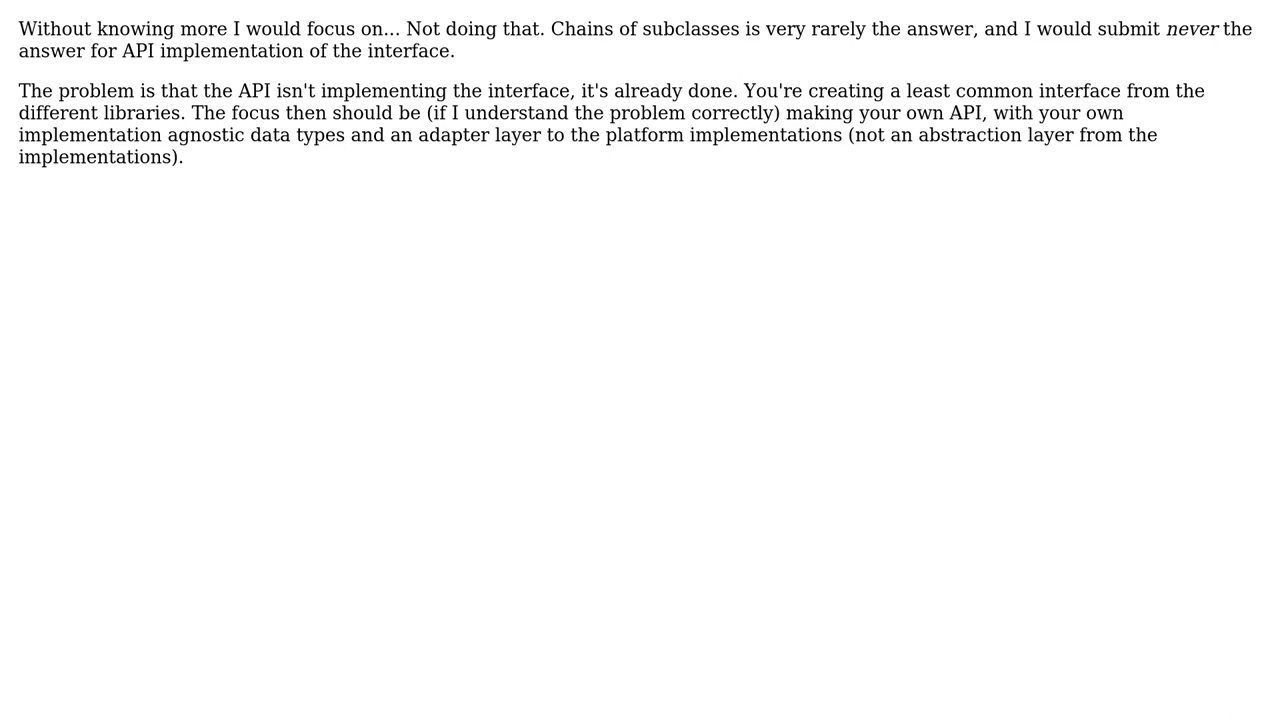 Without knowing more I would focus on... Not doing that. Chains of subclasses is very rarely the answer, and I would submit never the
answer for API implementation of the interface.
The problem is that the API isn't implementing the interface, it's already done. You're creating a least common interface from the
different libraries. The focus then should be (if I understand the problem correctly) making your own API, with your own
implementation agnostic data types and an adapter layer to the platform implementations (not an abstraction layer from the
implementations).